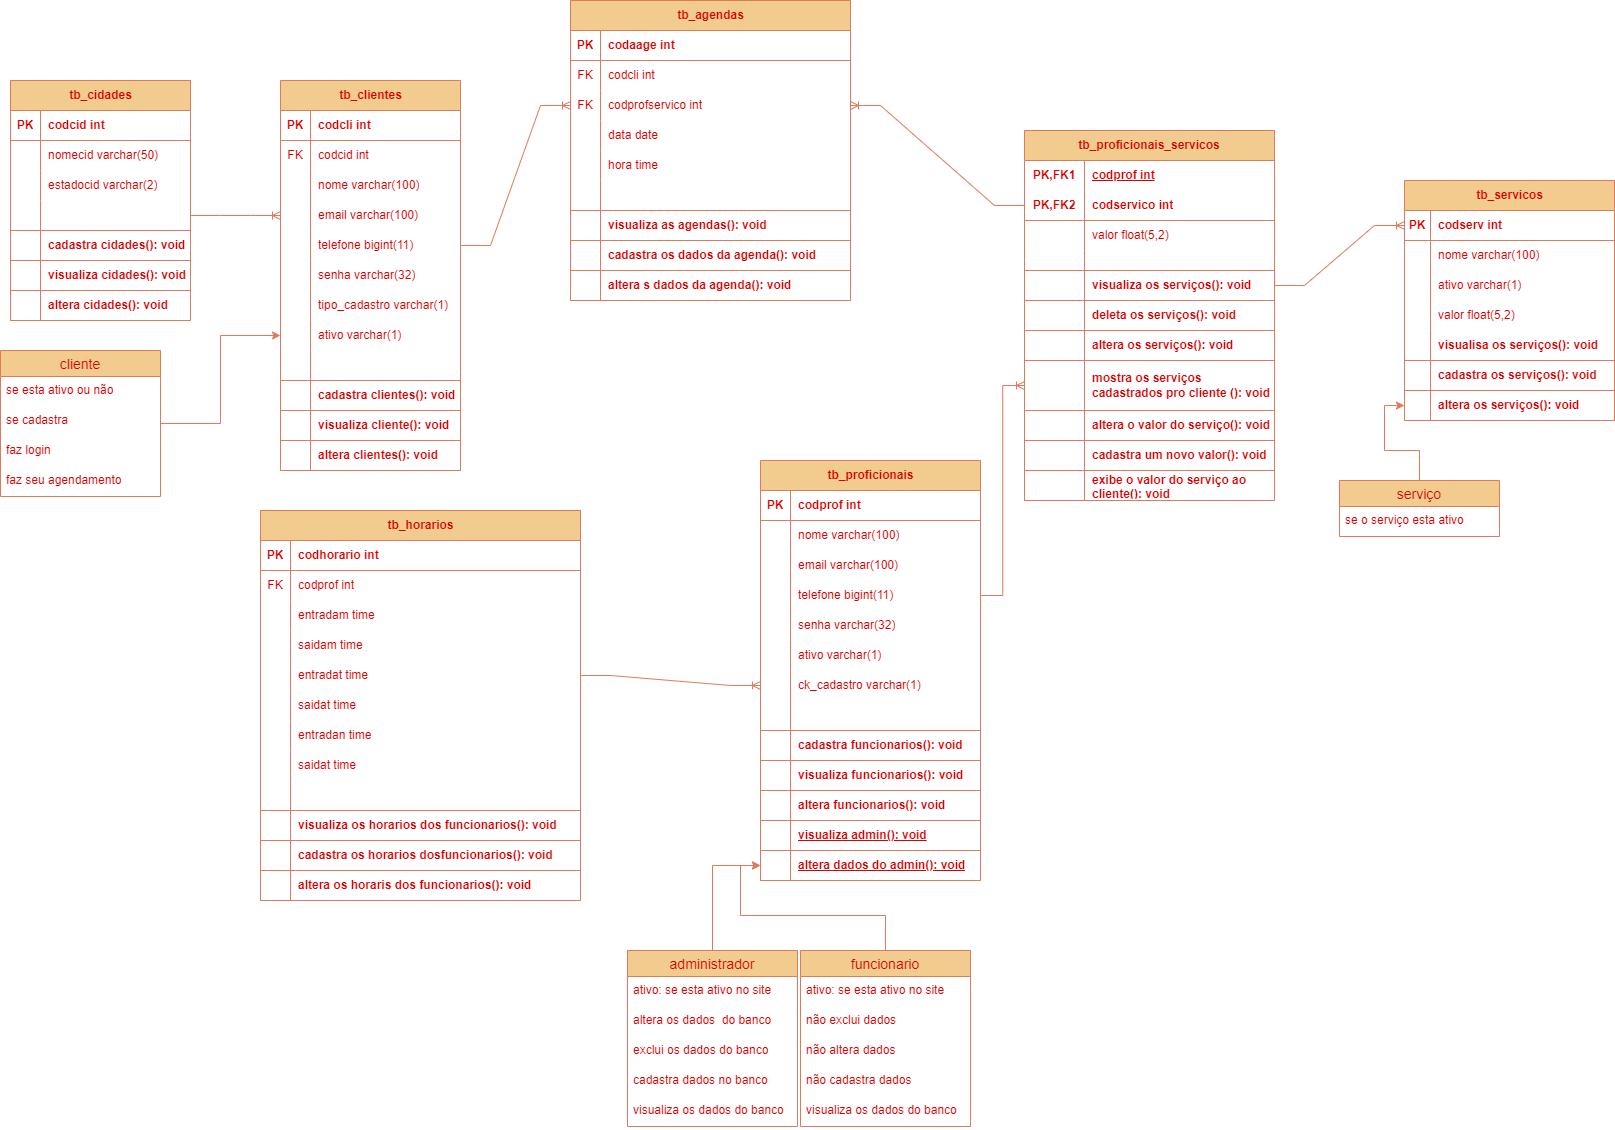 tb_agendas
PK codaage int
FK codcli int
FK codprofservico int
data date
hora time
visualiza as agendas(): void
cadastra os dados da agenda(): void
altera s dados da agenda(): void
tb_cidades
PK codcid int
nomecid varchar(50)
estadocid varchar(2)
cadastra cidades(): void
visualiza cidades(): void
altera cidades(): void
tb_clientes
PK codcli int
FK codcid int
nome varchar(100)
email varchar(100)
telefone bigint(11)
senha varchar(32)
tipo_cadastro varchar(1)
ativo varchar(1)
cadastra clientes(): void
visualiza cliente(): void
altera clientes(): void
cliente
se esta ativo ou não
se cadastra
faz login
faz seu agendamento
tb_proficionais_servicos
PK,FK1 codprof int
PK,FK2 codservico int
valor float(5,2)
visualiza os serviços(): void
deleta os serviços(): void
altera os serviços(): void
mostra os serviços
cadastrados pro cliente (): void
altera o valor do serviço(): void
cadastra um novo valor(): void
exibe o valor do serviço ao
cliente(): void
tb_servicos
PK codserv int
nome varchar(100)
ativo varchar(1)
valor float(5,2)
visualisa os serviços(): void
cadastra os serviços(): void
altera os serviços(): void
serviço
se o serviço esta ativo
tb_horarios
PK codhorario int
FK codprof int
entradam time
saidam time
entradat time
saidat time
entradan time
saidat time
visualiza os horarios dos funcionarios(): void
cadastra os horarios dosfuncionarios(): void
altera os horaris dos funcionarios(): void
tb_proficionais
PK codprof int
nome varchar(100)
email varchar(100)
telefone bigint(11)
senha varchar(32)
ativo varchar(1)
ck_cadastro varchar(1)
cadastra funcionarios(): void
visualiza funcionarios(): void
altera funcionarios(): void
visualiza admin(): void
altera dados do admin(): void
administrador
ativo: se esta ativo no site
altera os dados  do banco
exclui os dados do banco
cadastra dados no banco
visualiza os dados do banco
funcionario
ativo: se esta ativo no site
não exclui dados
não altera dados
não cadastra dados
visualiza os dados do banco